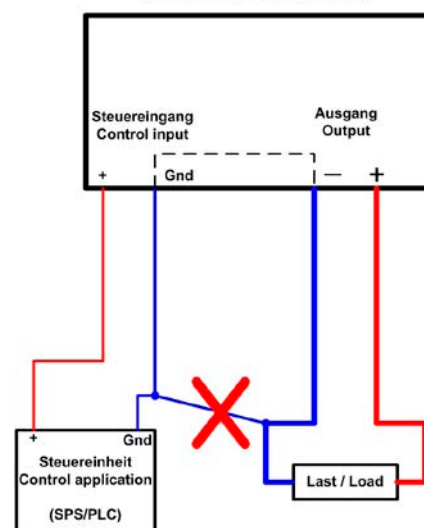 Steuereingang
Control input
Ausgang
Output
+
Gnd
— +
+
Gnd
Steuereinheit
Control application
(SPS/PLC)
Last / Load